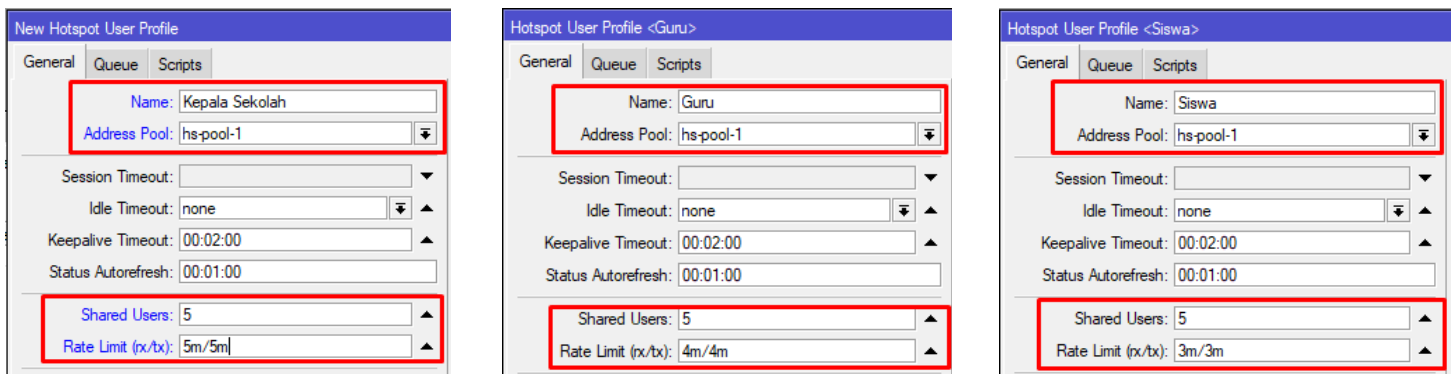 New Hotspot User Profile
General Queue Scripts
Name: Kepala Sekolah
Address Pool: hs-pool-1
Session Timeout:
Idle Timeout: none
Keepalive Timeout: 00:02:00
Status Autorefresh: 00:01:00
Shared Users: 5
Rate Limit (rx/tx): 5m/5m
Hotspot User Profile <Guru>
General Queue Scripts
Name: Guru
Address Pool: hs-pool-1
Session Timeout:
Idle Timeout: none
Keepalive Timeout: 00:02:00
Status Autorefresh: 00:01:00
Shared Users: 5
Rate Limit (rx/tx): 4m/4m
Hotspot User Profile <Siswa>
General Queue Scripts
Name: Siswa
Address Pool: hs-pool-1
Session Timeout:
Idle Timeout: none
Keepalive Timeout: 00:02:00
Status Autorefresh: 00:01:00
Shared Users: 5
Rate Limit (rx/tx): 3m/3m